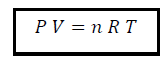 P V = n R T